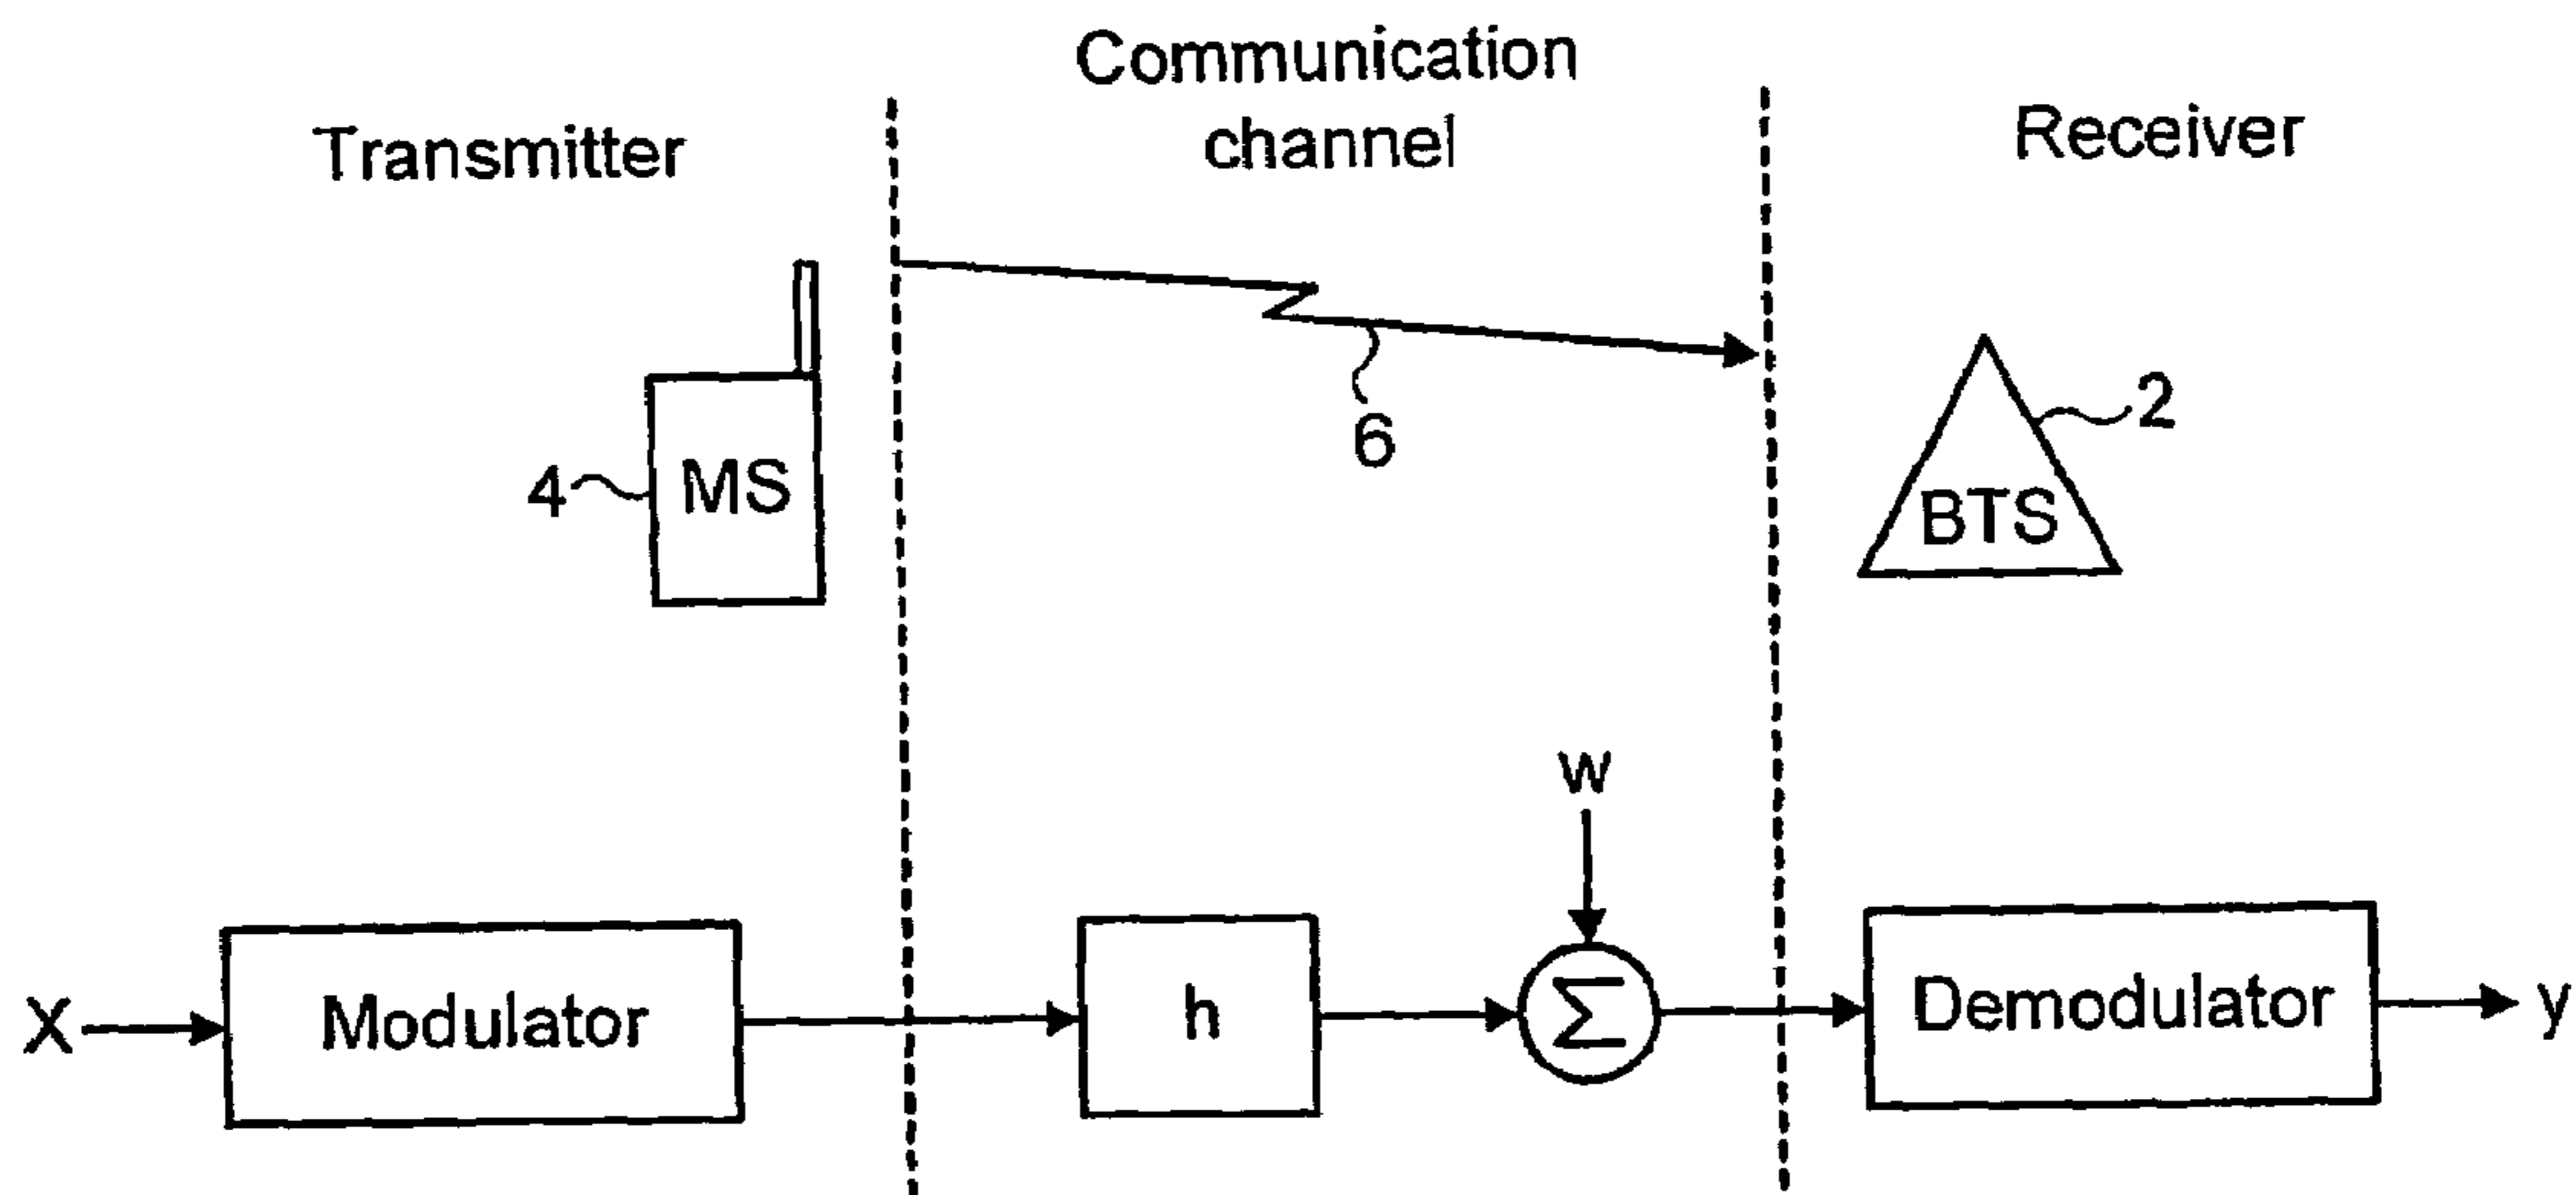 Transmitter
Communication
channel
Receiver
4
MS
6
2
BTS
w
X
Modulator
h
Σ
Demodulator
y